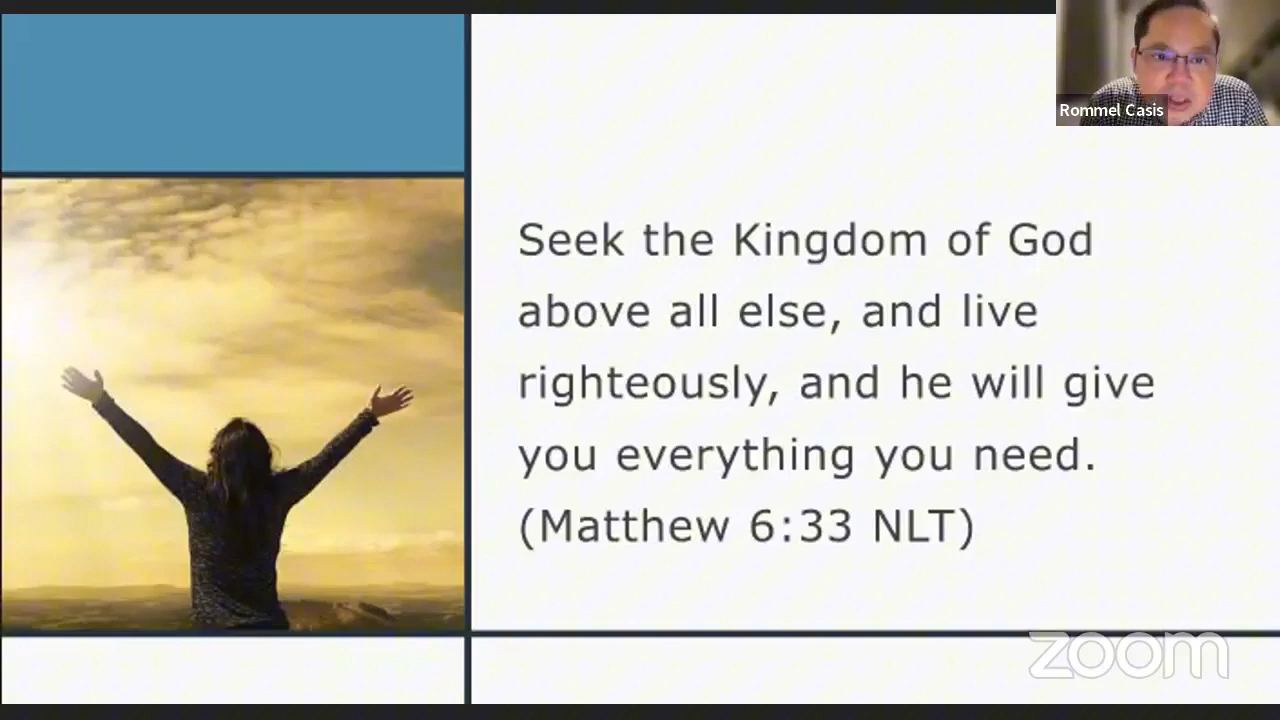 Rommel Casis
Seek the Kingdom of God
above all else, and live
righteously, and he will give
you everything you need.
(Matthew 6:33 NLT)
zoom